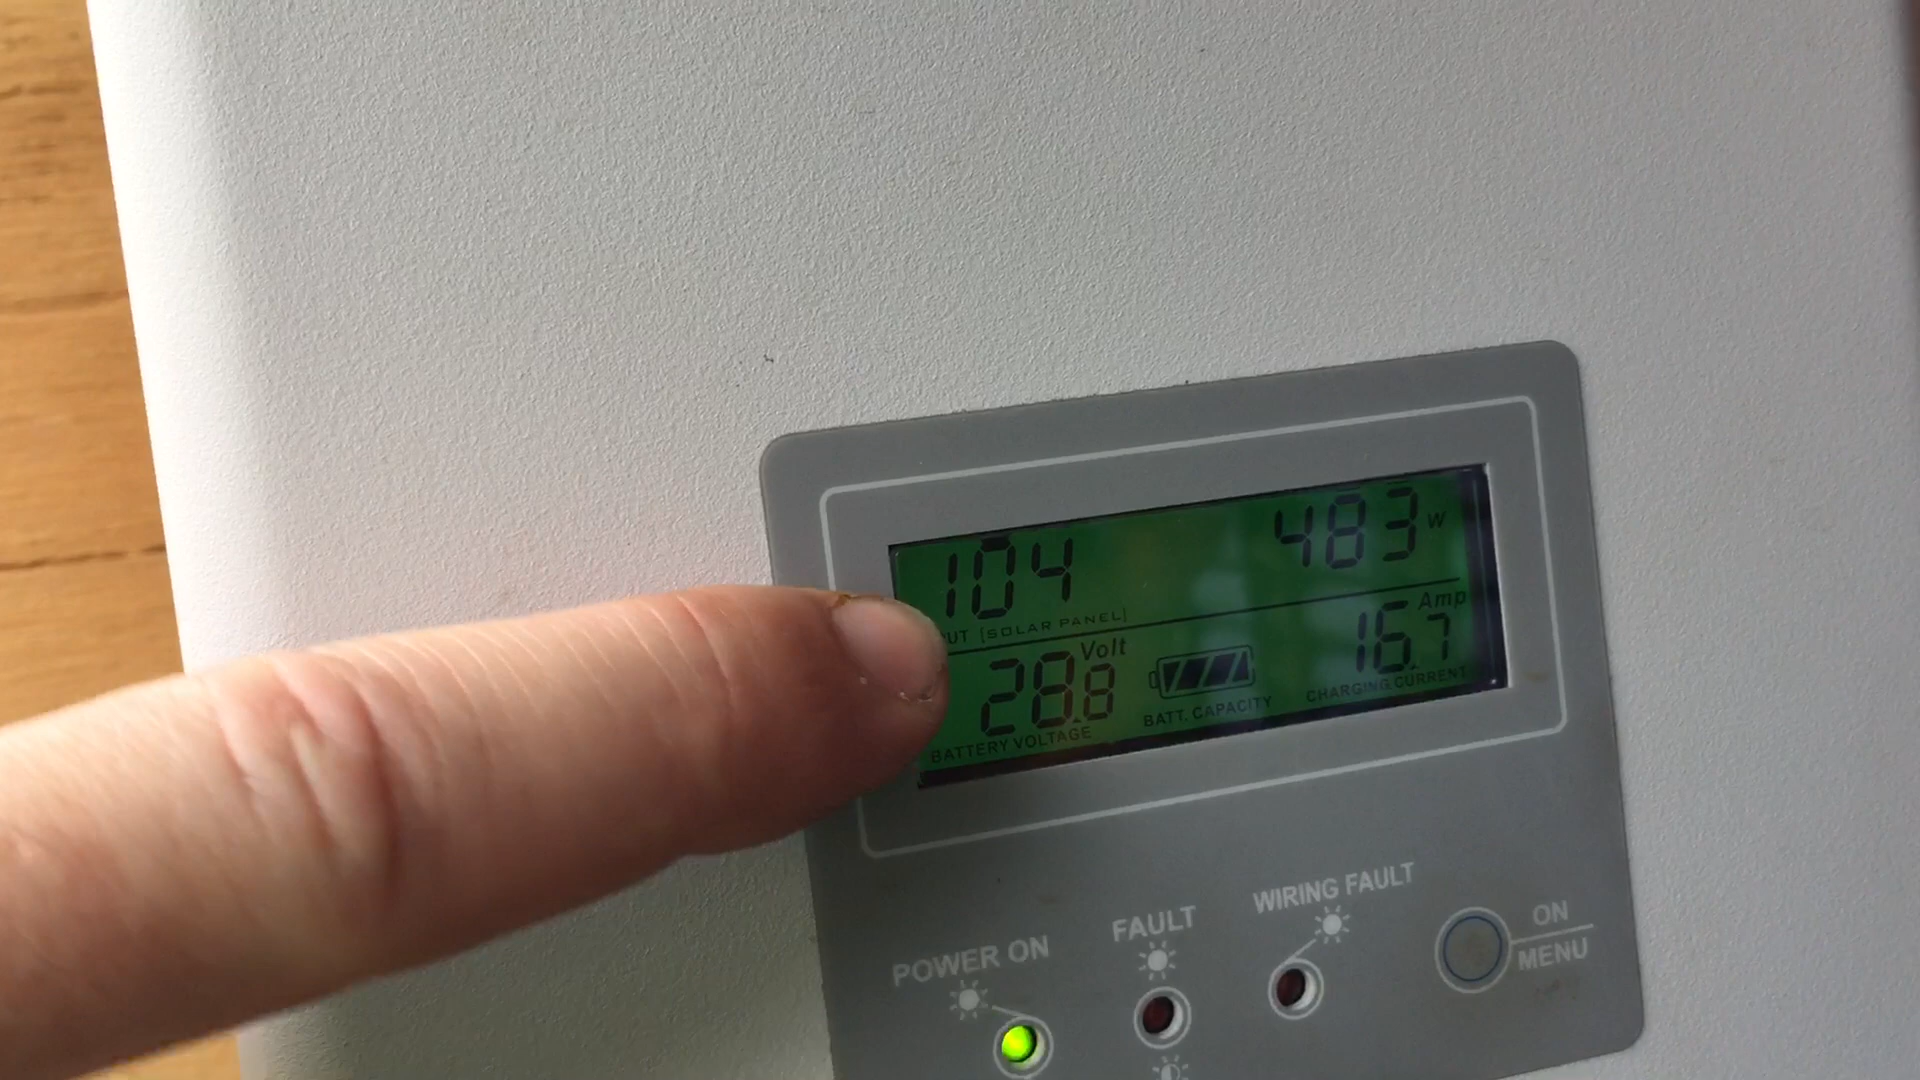 104 483 W
PUT [SOLAR PANEL]
Volt Amp
28.8 16.7
BATTERY VOLTAGE BATT. CAPACITY CHARGING CURRENT
POWER ON FAULT WIRING FAULT ON
MENU